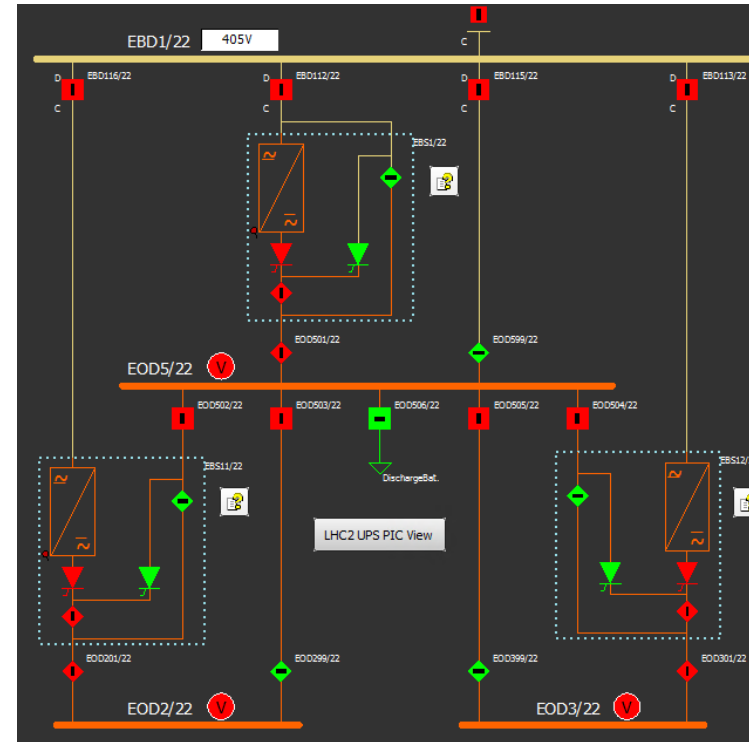 C
EBD1/22 405V
D EBD116/22 D EBD112/22 D EBD115/22 D EBD113/22
C C C C
EBS1/22
EOD501/22 EOD599/22
EOD5/22 V
EOD502/22 EOD503/22 EOD506/22 EOD505/22 EOD504/22
EBS11/22 DischargeBat. EBS12/
LHC2 UPS PIC View
EOD201/22 EOD299/22 EOD399/22 EOD301/22
EOD2/22 V EOD3/22 V